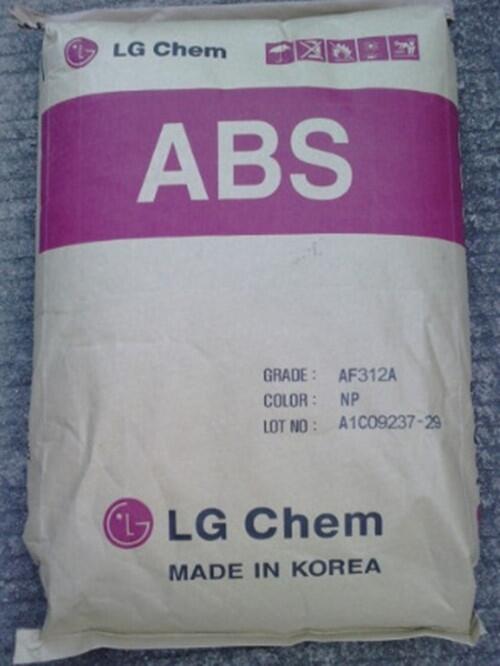 LG Chem
ABS
GRADE: AF312A
COLOR: NP
LOT NO: A1C09237-29
LG Chem
MADE IN KOREA